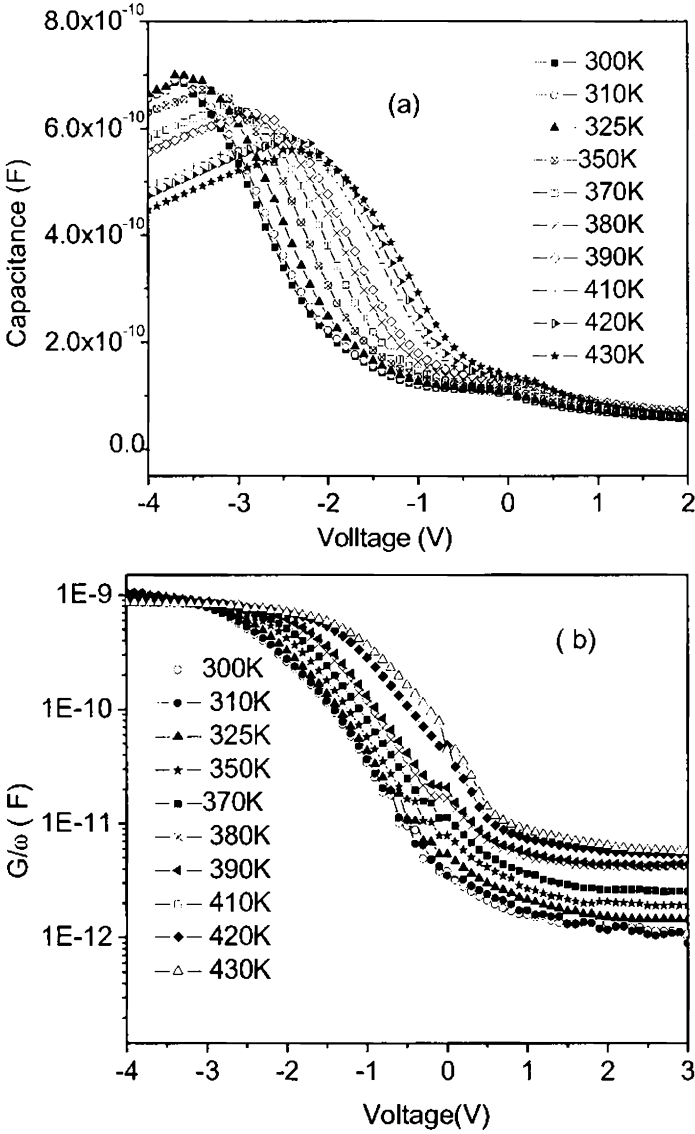 8.0x10^-10
6.0x10^-10
4.0x10^-10
2.0x10^-10
0.0
Capacitance (F)
(a)
300K
310K
325K
350K
370K
380K
390K
410K
420K
430K
-4 -3 -2 -1 0 1 2
Volltage (V)
1E-9
1E-10
1E-11
1E-12
G/ω ( F)
( b)
300K
310K
325K
350K
370K
380K
390K
410K
420K
430K
-4 -3 -2 -1 0 1 2 3
Voltage(V)